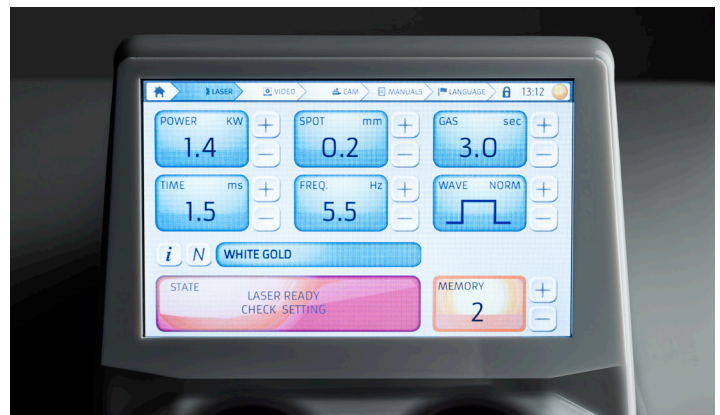 LASER VIDEO CAM MANUALS LANGUAGE 13:12
POWER KW
1.4
SPOT mm
0.2
GAS sec
3.0
TIME ms
1.5
FREQ. Hz
5.5
WAVE NORM
i N WHITE GOLD
STATE
LASER READY
CHECK SETTING
MEMORY
2